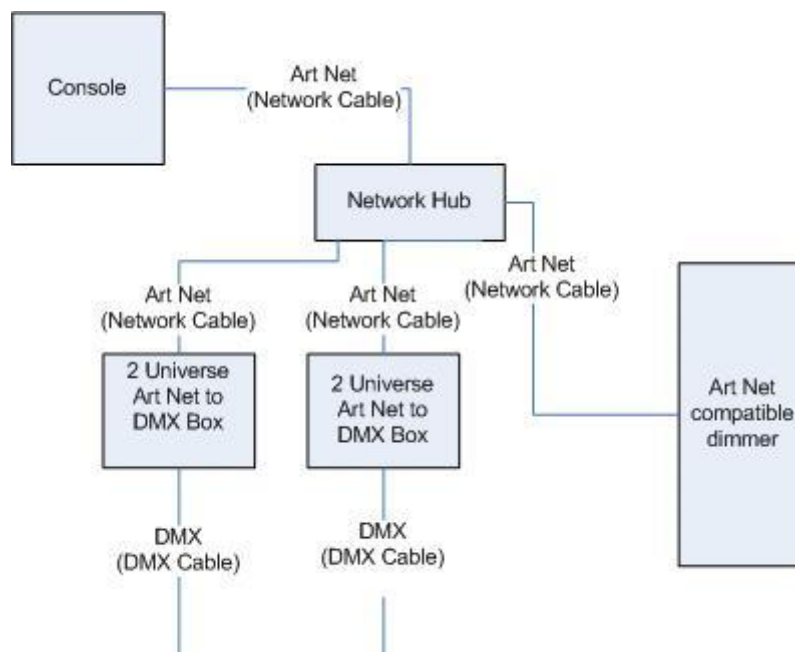 Console
Art Net
(Network Cable)
Network Hub
Art Net
(Network Cable)
Art Net
(Network Cable)
Art Net
(Network Cable)
2 Universe
Art Net to
DMX Box
2 Universe
Art Net to
DMX Box
Art Net
compatible
dimmer
DMX
(DMX Cable)
DMX
(DMX Cable)